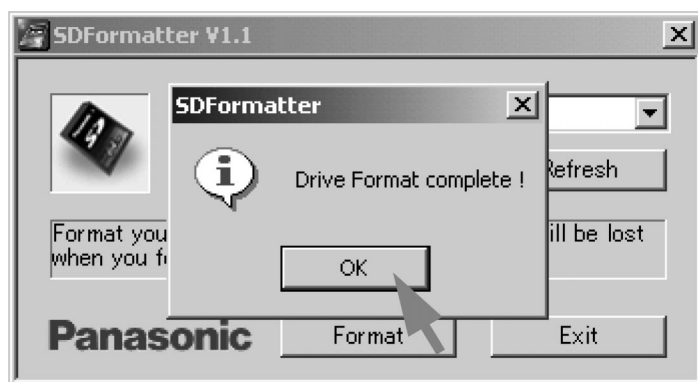 SDFormatter V1.1
SDFormatter
Drive Format complete !
Refresh
Format you
ill be lost
when you f
OK
Panasonic
Format
Exit